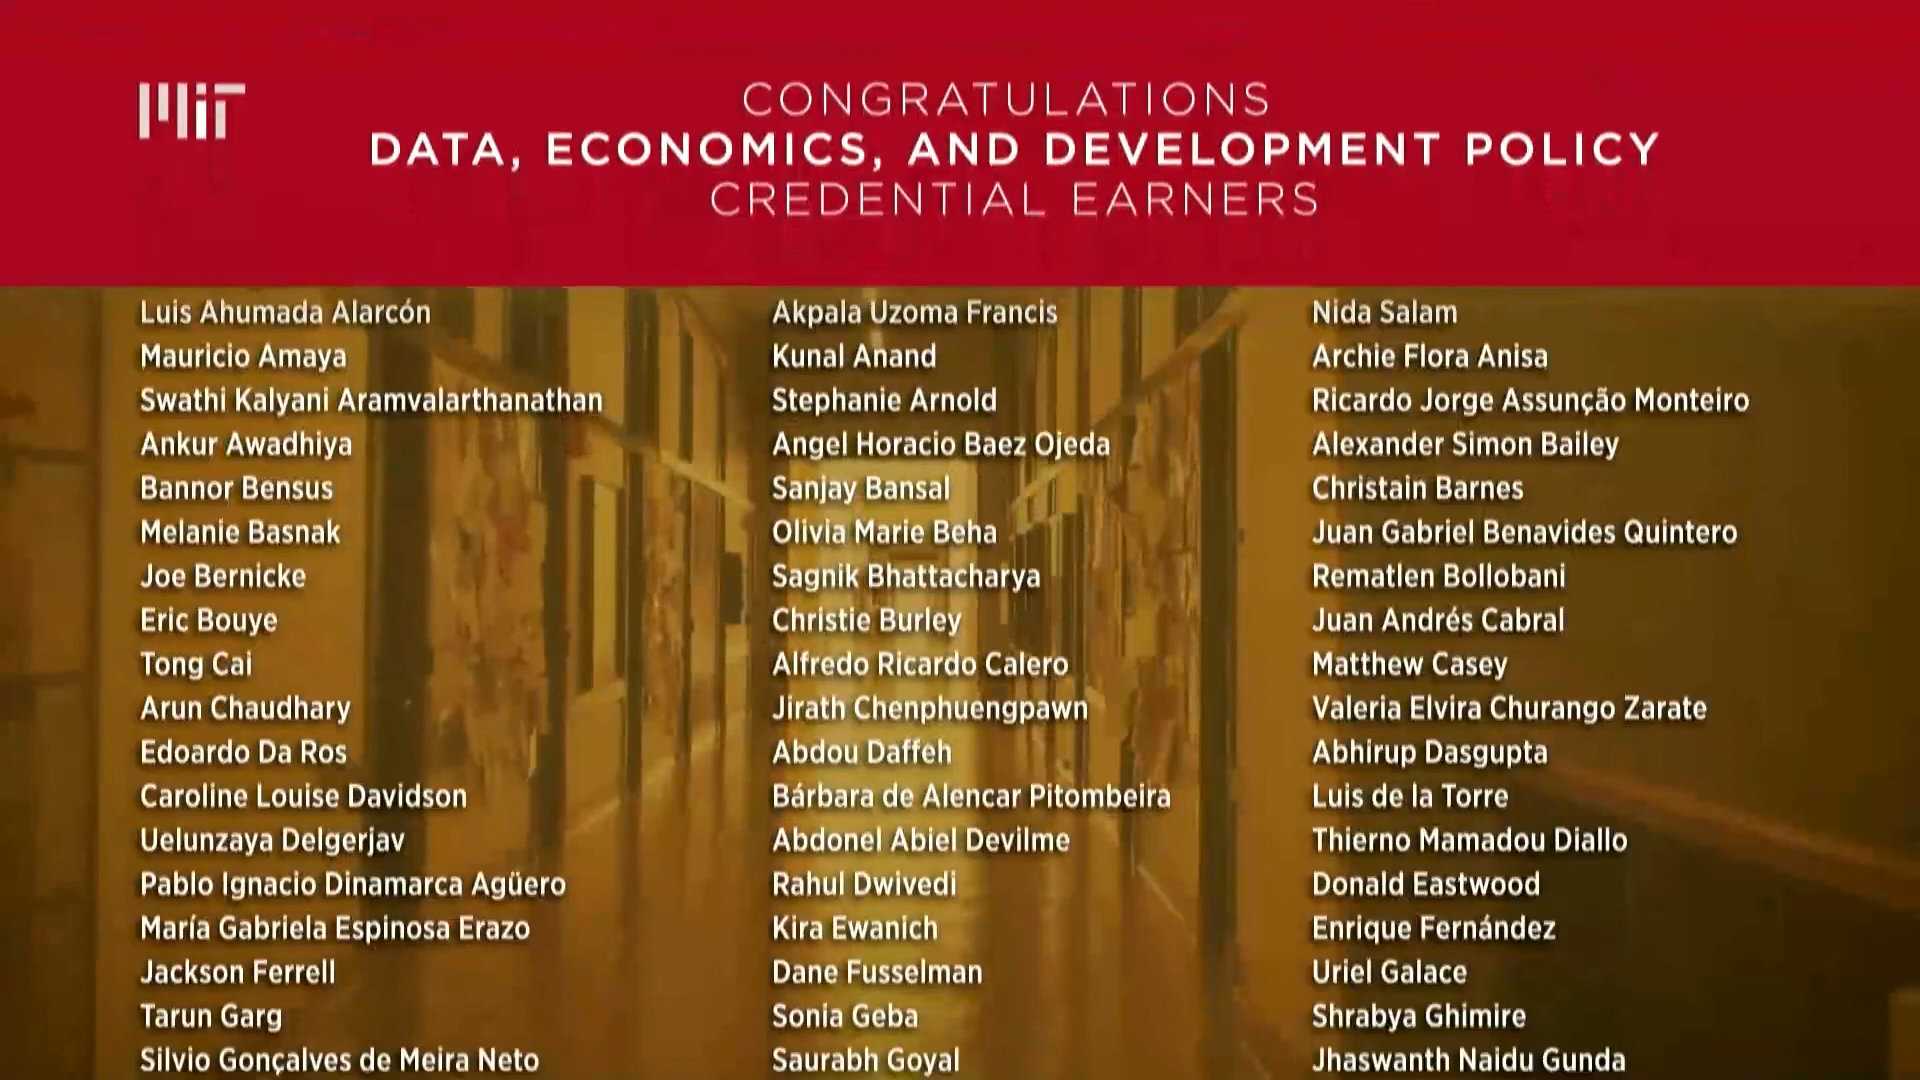 MIT
CONGRATULATIONS
DATA, ECONOMICS, AND DEVELOPMENT POLICY
CREDENTIAL EARNERS
Luis Ahumada Alarcón
Mauricio Amaya
Swathi Kalyani Aramvalarthanathan
Ankur Awadhiya
Bannor Bensus
Melanie Basnak
Joe Bernicke
Eric Bouye
Tong Cai
Arun Chaudhary
Edoardo Da Ros
Caroline Louise Davidson
Uelunzaya Delgerjav
Pablo Ignacio Dinamarca Agüero
María Gabriela Espinosa Erazo
Jackson Ferrell
Tarun Garg
Silvio Gonçalves de Meira Neto
Akpala Uzoma Francis
Kunal Anand
Stephanie Arnold
Angel Horacio Baez Ojeda
Sanjay Bansal
Olivia Marie Beha
Sagnik Bhattacharya
Christie Burley
Alfredo Ricardo Calero
Jirath Chenphuengpawn
Abdou Daffeh
Bárbara de Alencar Pitombeira
Abdonel Abiel Devilme
Rahul Dwivedi
Kira Ewanich
Dane Fusselman
Sonia Geba
Saurabh Goyal
Nida Salam
Archie Flora Anisa
Ricardo Jorge Assunção Monteiro
Alexander Simon Bailey
Christain Barnes
Juan Gabriel Benavides Quintero
Rematlen Bollobani
Juan Andrés Cabral
Matthew Casey
Valeria Elvira Churango Zarate
Abhirup Dasgupta
Luis de la Torre
Thierno Mamadou Diallo
Donald Eastwood
Enrique Fernández
Uriel Galace
Shrabya Ghimire
Jhaswanth Naidu Gunda